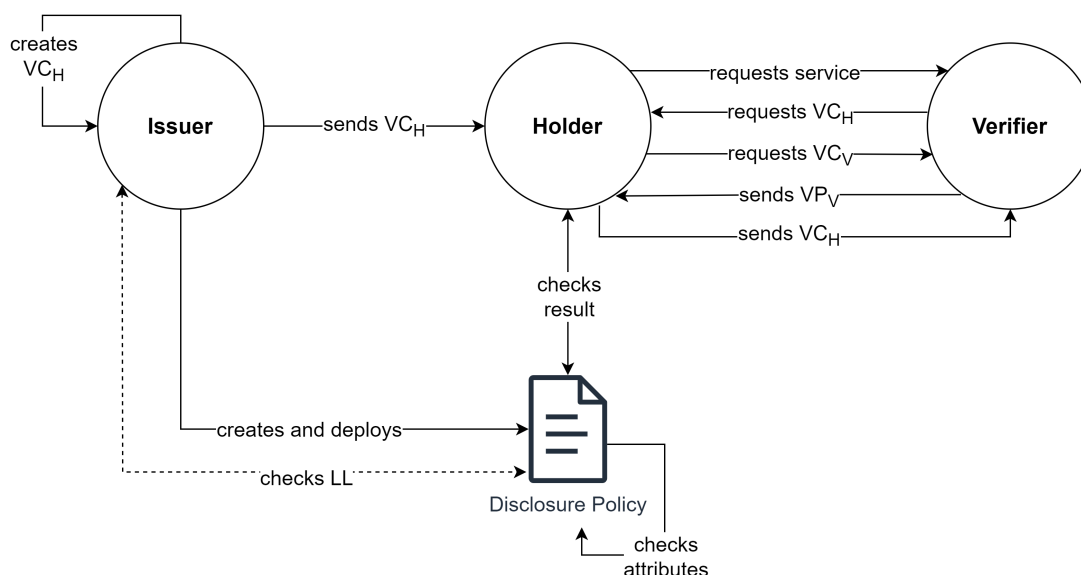 creates
VC_H
Issuer
sends VC_H
Holder
requests service
requests VC_H
requests VC_V
sends VP_V
sends VC_H
Verifier
checks
result
creates and deploys
checks LL
Disclosure Policy
checks
attributes